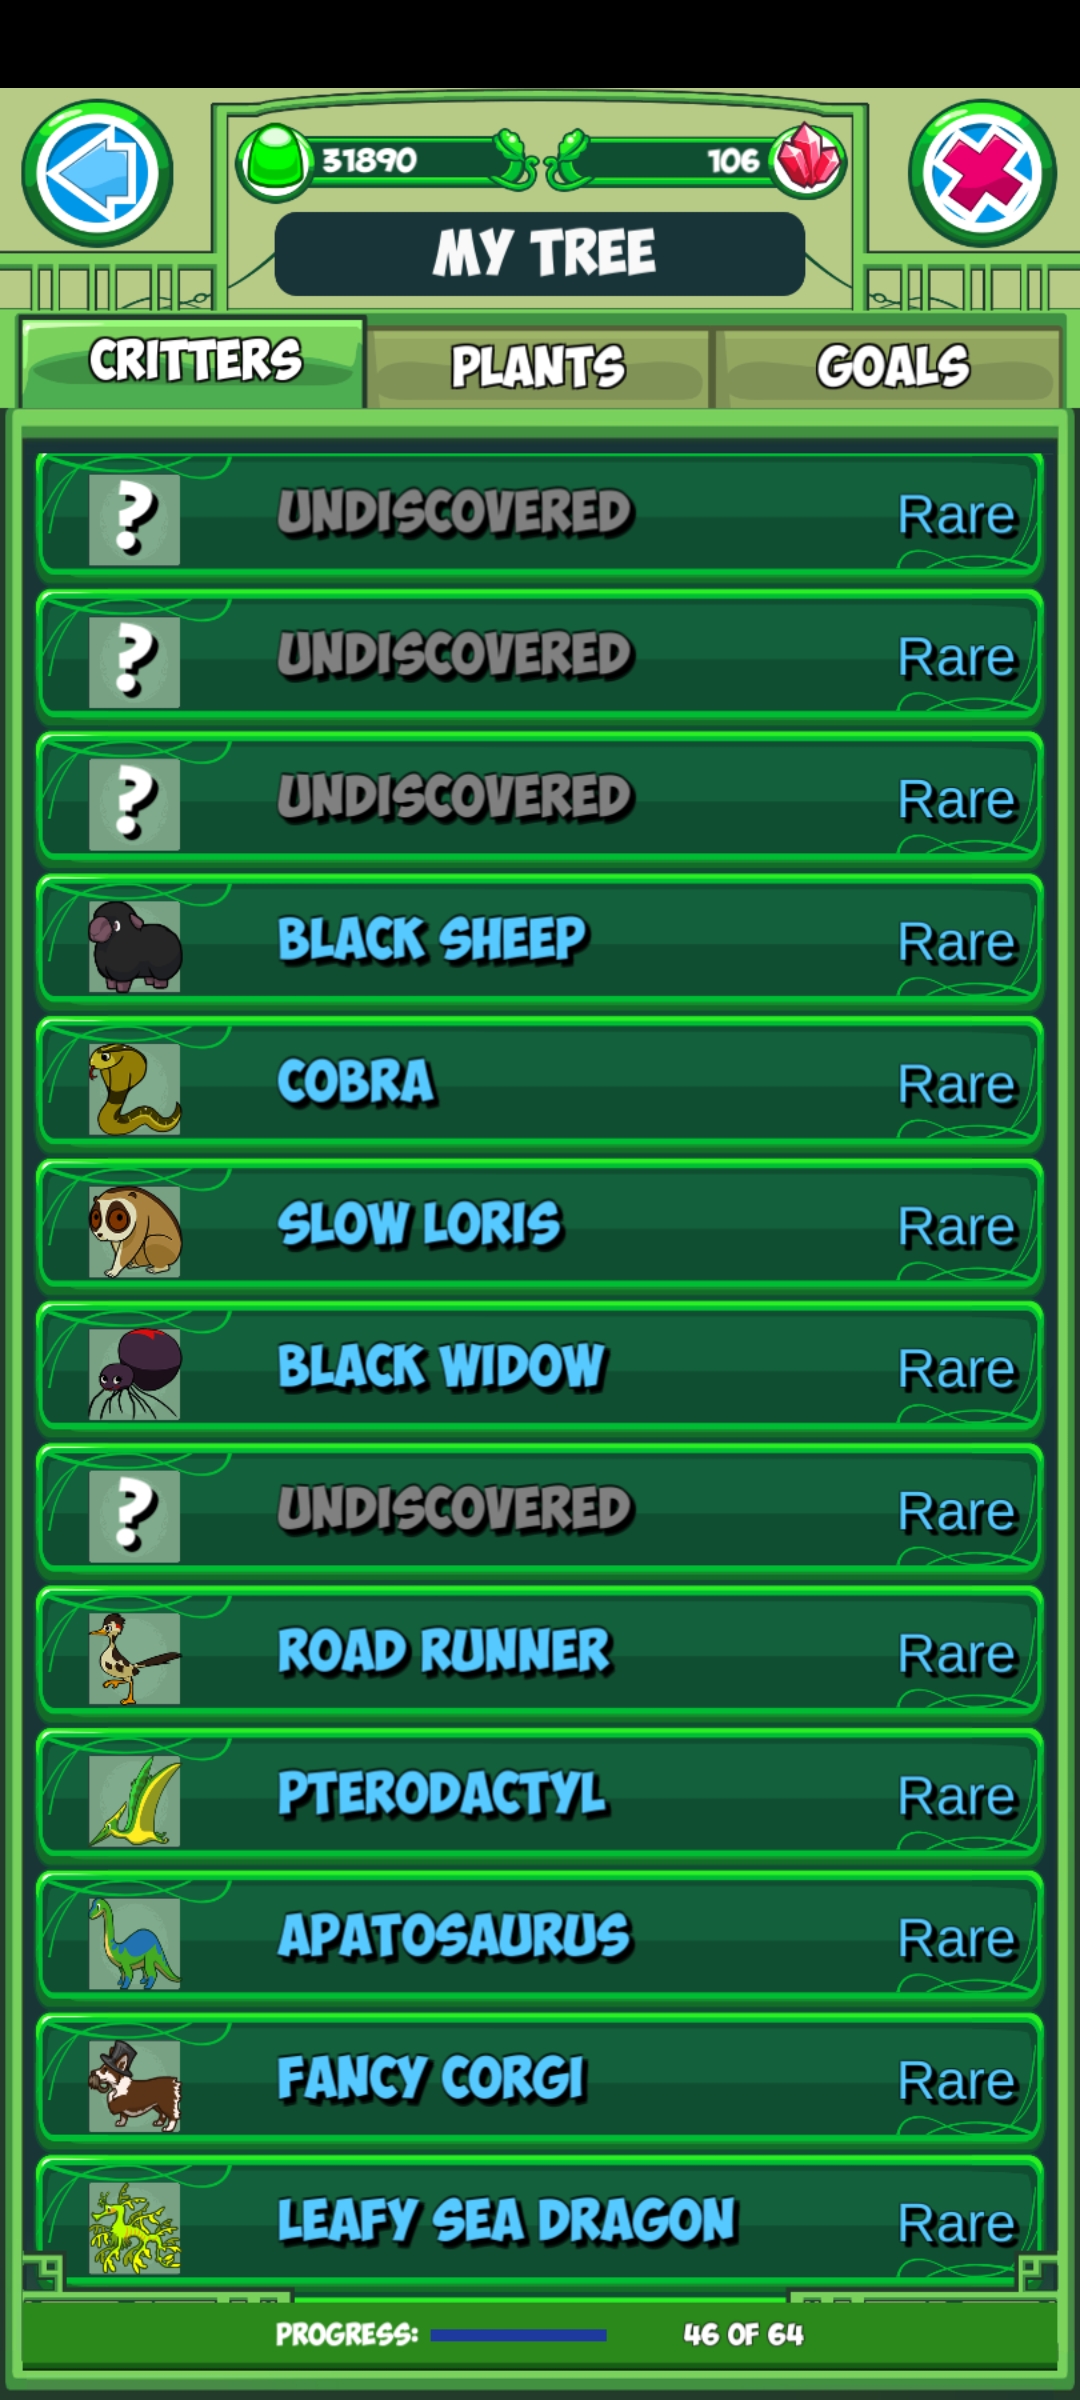 31890
106
MY TREE
CRITTERS
PLANTS
GOALS
? UNDISCOVERED Rare
? UNDISCOVERED Rare
? UNDISCOVERED Rare
BLACK SHEEP Rare
COBRA Rare
SLOW LORIS Rare
BLACK WIDOW Rare
? UNDISCOVERED Rare
ROAD RUNNER Rare
PTERODACTYL Rare
APATOSAURUS Rare
FANCY CORGI Rare
LEAFY SEA DRAGON Rare
PROGRESS: 46 OF 64